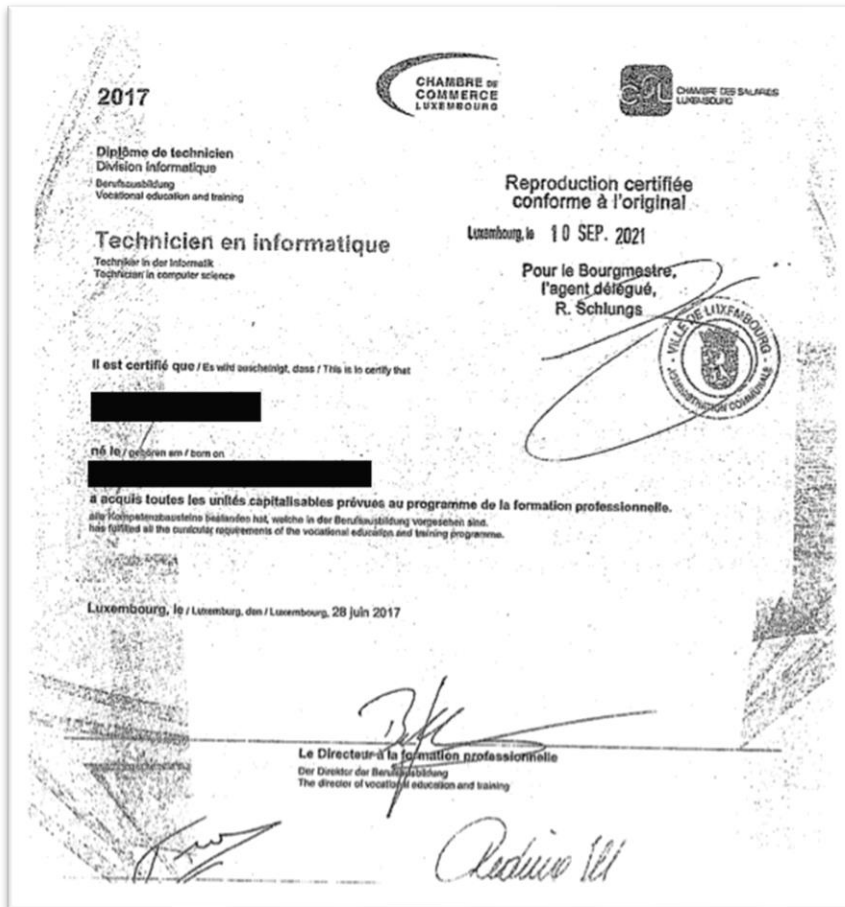 2017
CHAMBRE DE
COMMERCE
LUXEMBOURG
CSL
CHAMBRE DES SALARIÉS
LUXEMBOURG
Diplôme de technicien
Division informatique
Berufsausbildung
Vocational education and training
Technicien en informatique
Techniker in der Informatik
Technician in computer science
Reproduction certifiée
conforme à l'original
Luxembourg, le 10 SEP. 2021
Pour le Bourgmestre,
l'agent délégué,
R. Schlungs
VILLE DE LUXEMBOURG
ADMINISTRATION COMMUNALE
Il est certifié que / Es wird bescheinigt, dass / This is to certify that
né le / geboren am / born on
a acquis toutes les unités capitalisables prévues au programme de la formation professionnelle.
alle Kompetenzbausteine bestanden hat, welche in der Berufsausbildung vorgesehen sind.
has fulfilled all the curricular requirements of the vocational education and training programme.
Luxembourg, le / Luxemburg, den / Luxembourg, 28 juin 2017
Le Directeur à la formation professionnelle
Der Direktor der Berufsausbildung
The director of vocational education and training